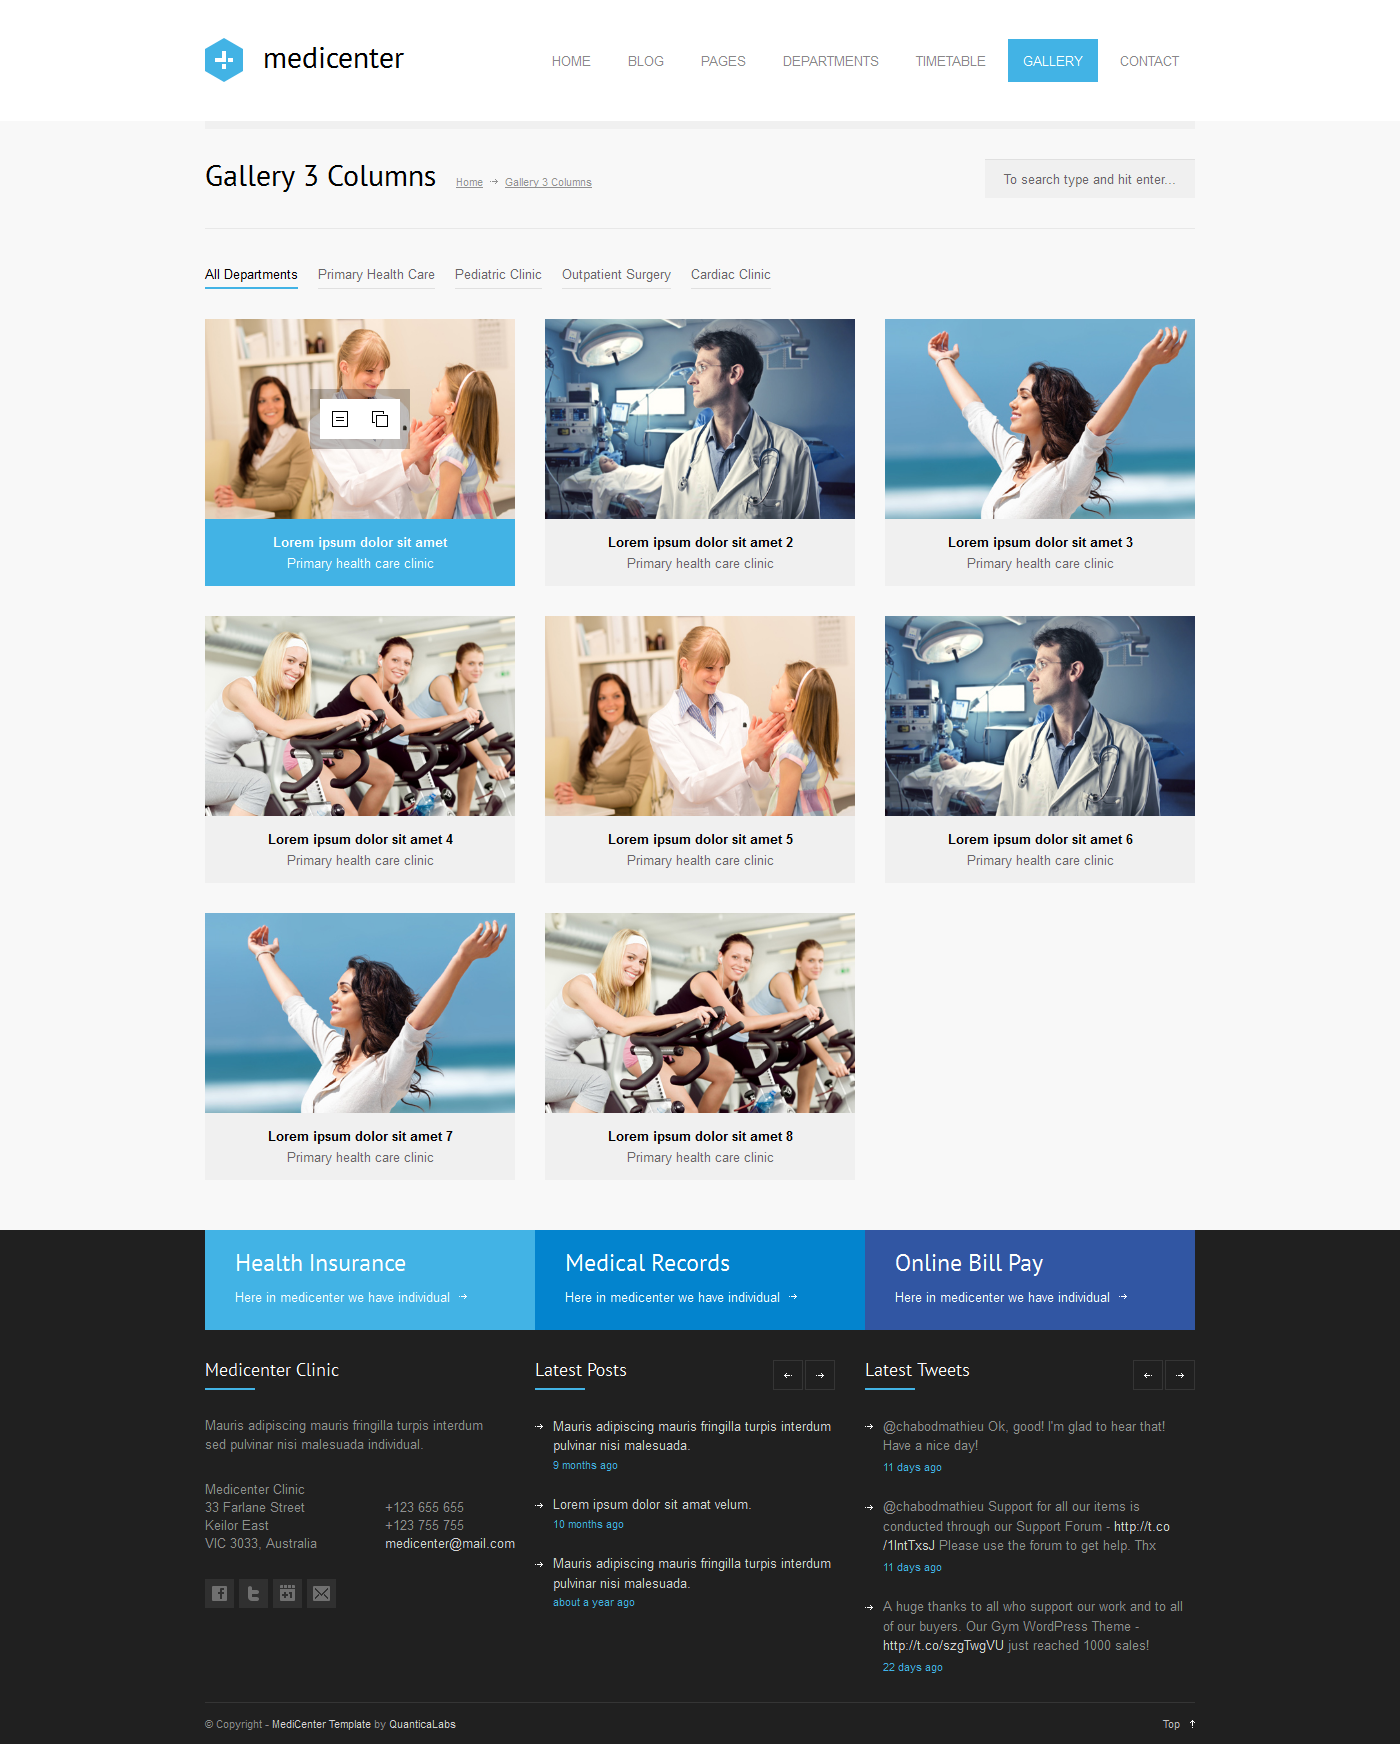 medicenter
HOME BLOG PAGES DEPARTMENTS TIMETABLE GALLERY CONTACT
Gallery 3 Columns Home Gallery 3 Columns
To search type and hit enter...
All Departments Primary Health Care Pediatric Clinic Outpatient Surgery Cardiac Clinic
Lorem ipsum dolor sit amet
Primary health care clinic
Lorem ipsum dolor sit amet 2
Primary health care clinic
Lorem ipsum dolor sit amet 3
Primary health care clinic
Lorem ipsum dolor sit amet 4
Primary health care clinic
Lorem ipsum dolor sit amet 5
Primary health care clinic
Lorem ipsum dolor sit amet 6
Primary health care clinic
Lorem ipsum dolor sit amet 7
Primary health care clinic
Lorem ipsum dolor sit amet 8
Primary health care clinic
Health Insurance
Here in medicenter we have individual
Medical Records
Here in medicenter we have individual
Online Bill Pay
Here in medicenter we have individual
Medicenter Clinic
Mauris adipiscing mauris fringilla turpis interdum
sed pulvinar nisi malesuada individual.
Medicenter Clinic
33 Farlane Street +123 655 655
Keilor East +123 755 755
VIC 3033, Australia medicenter@mail.com
Latest Posts
Mauris adipiscing mauris fringilla turpis interdum
pulvinar nisi malesuada.
9 months ago
Lorem ipsum dolor sit amat velum.
10 months ago
Mauris adipiscing mauris fringilla turpis interdum
pulvinar nisi malesuada.
about a year ago
Latest Tweets
@chabodmathieu Ok, good! I'm glad to hear that!
Have a nice day!
11 days ago
@chabodmathieu Support for all our items is
conducted through our Support Forum - http://t.co
/1IntTxsJ Please use the forum to get help. Thx
11 days ago
A huge thanks to all who support our work and to all
of our buyers. Our Gym WordPress Theme -
http://t.co/szgTwgVU just reached 1000 sales!
22 days ago
© Copyright - MediCenter Template by QuanticaLabs
Top